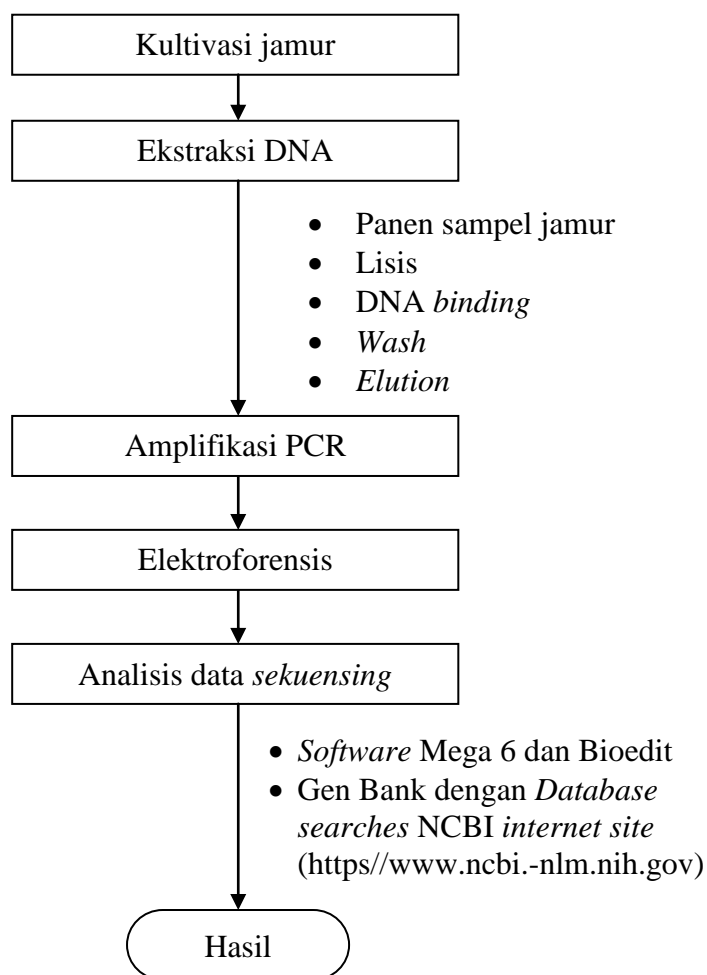 Kultivasi jamur
Ekstraksi DNA
• Panen sampel jamur
• Lisis
• DNA binding
• Wash
• Elution
Amplifikasi PCR
Elektroforensis
Analisis data sekuensing
• Software Mega 6 dan Bioedit
• Gen Bank dengan Database
searches NCBI internet site
(https//www.ncbi.-nlm.nih.gov)
Hasil